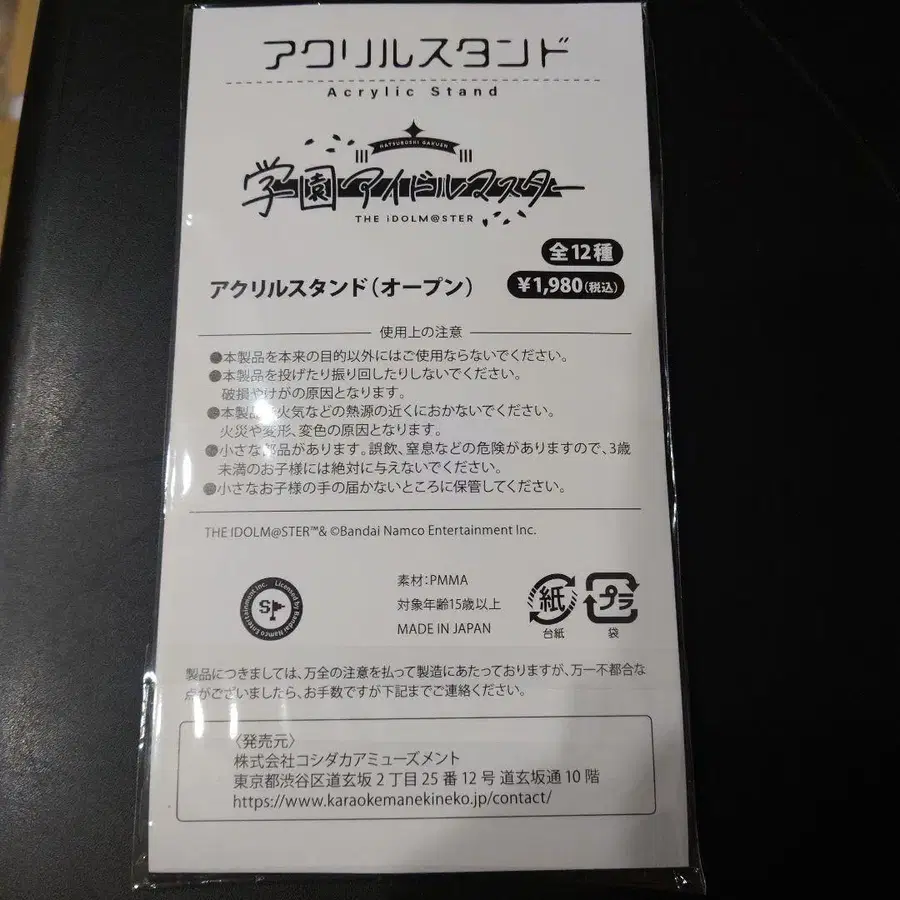 アクリルスタンド
Acrylic Stand
HATSUBOSHI GAKUEN
学園アイドルマスター
THE iDOLM@STER
全12種
アクリルスタンド(オープン)
¥1,980(税込)
使用上の注意
●本製品を本来の目的以外にはご使用ならないでください。
●本製品を投げたり振り回したりしないでください。
破損やけがの原因となります。
●本製品 火気などの熱源の近くにおかないでください。
火災や変形、変色の原因となります。
●小さな部品があります。誤飲、窒息などの危険がありますので、3歳
未満のお子様には絶対に与えないでください。
●小さなお子様の手の届かないところに保管してください。
THE IDOLM@STER™& ©Bandai Namco Entertainment Inc.
Licensed by Bandai Namco Entertainment Inc.
SP
素材:PMMA
対象年齢15歳以上
MADE IN JAPAN
紙
台紙
プラ
袋
製品につきましては、万全の注意を払って製造にあたっておりますが、万一不都合な
点がございましたら、お手数ですが下記までご連絡ください。
〈発売元〉
株式会社コシダカアミューズメント
東京都渋谷区道玄坂2丁目25番12号 道玄坂通10階
https://www.karaokemanekineko.jp/contact/